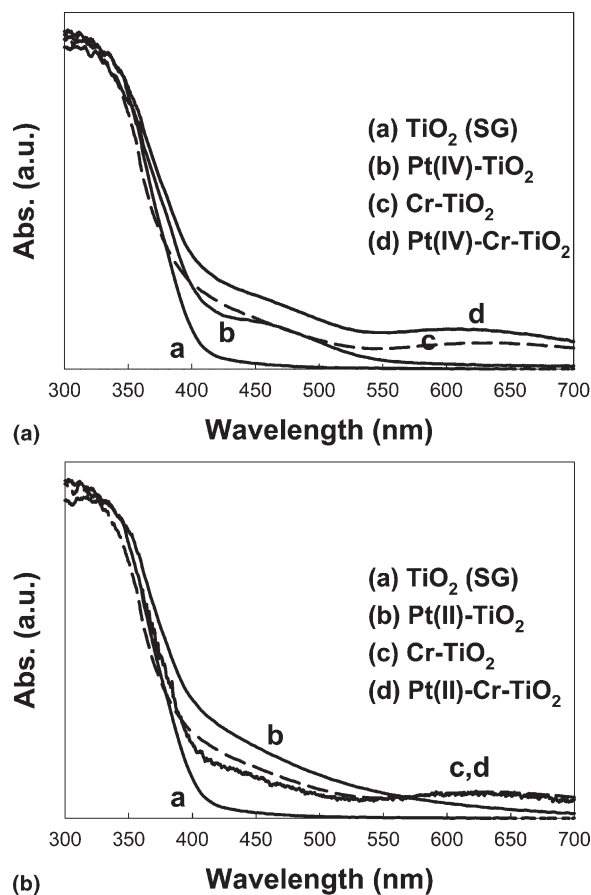 Abs. (a.u.)
(a) TiO2 (SG)
(b) Pt(IV)-TiO2
(c) Cr-TiO2
(d) Pt(IV)-Cr-TiO2
d
c
b
a
300 350 400 450 500 550 600 650 700
(a) Wavelength (nm)
Abs. (a.u.)
(a) TiO2 (SG)
(b) Pt(II)-TiO2
(c) Cr-TiO2
(d) Pt(II)-Cr-TiO2
b
c,d
a
300 350 400 450 500 550 600 650 700
(b) Wavelength (nm)